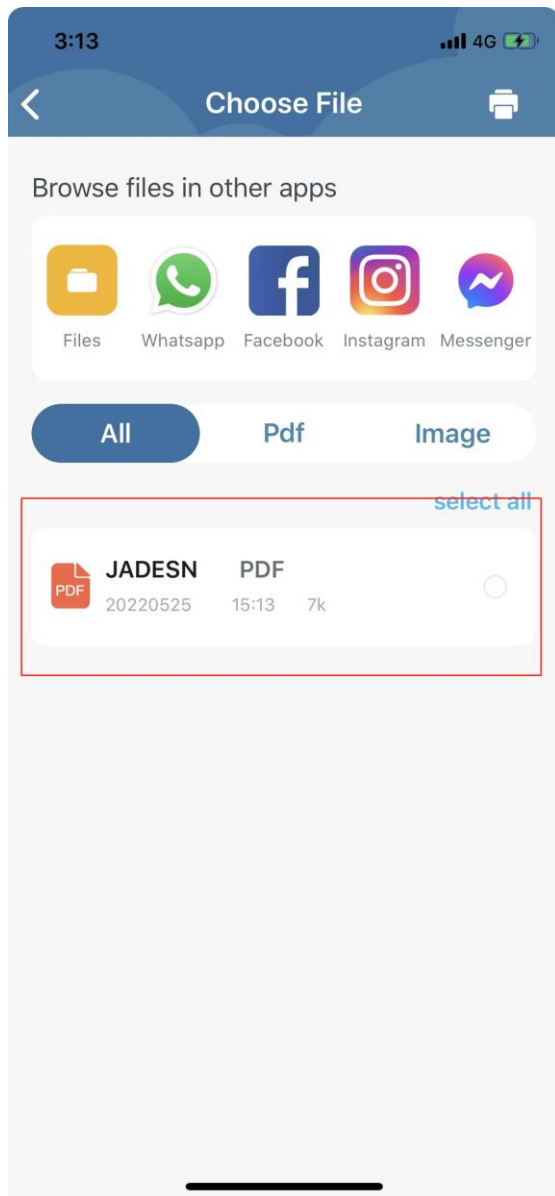 3:13 4G
Choose File
Browse files in other apps
Files Whatsapp Facebook Instagram Messenger
All Pdf Image
select all
PDF JADESN PDF
20220525 15:13 7k